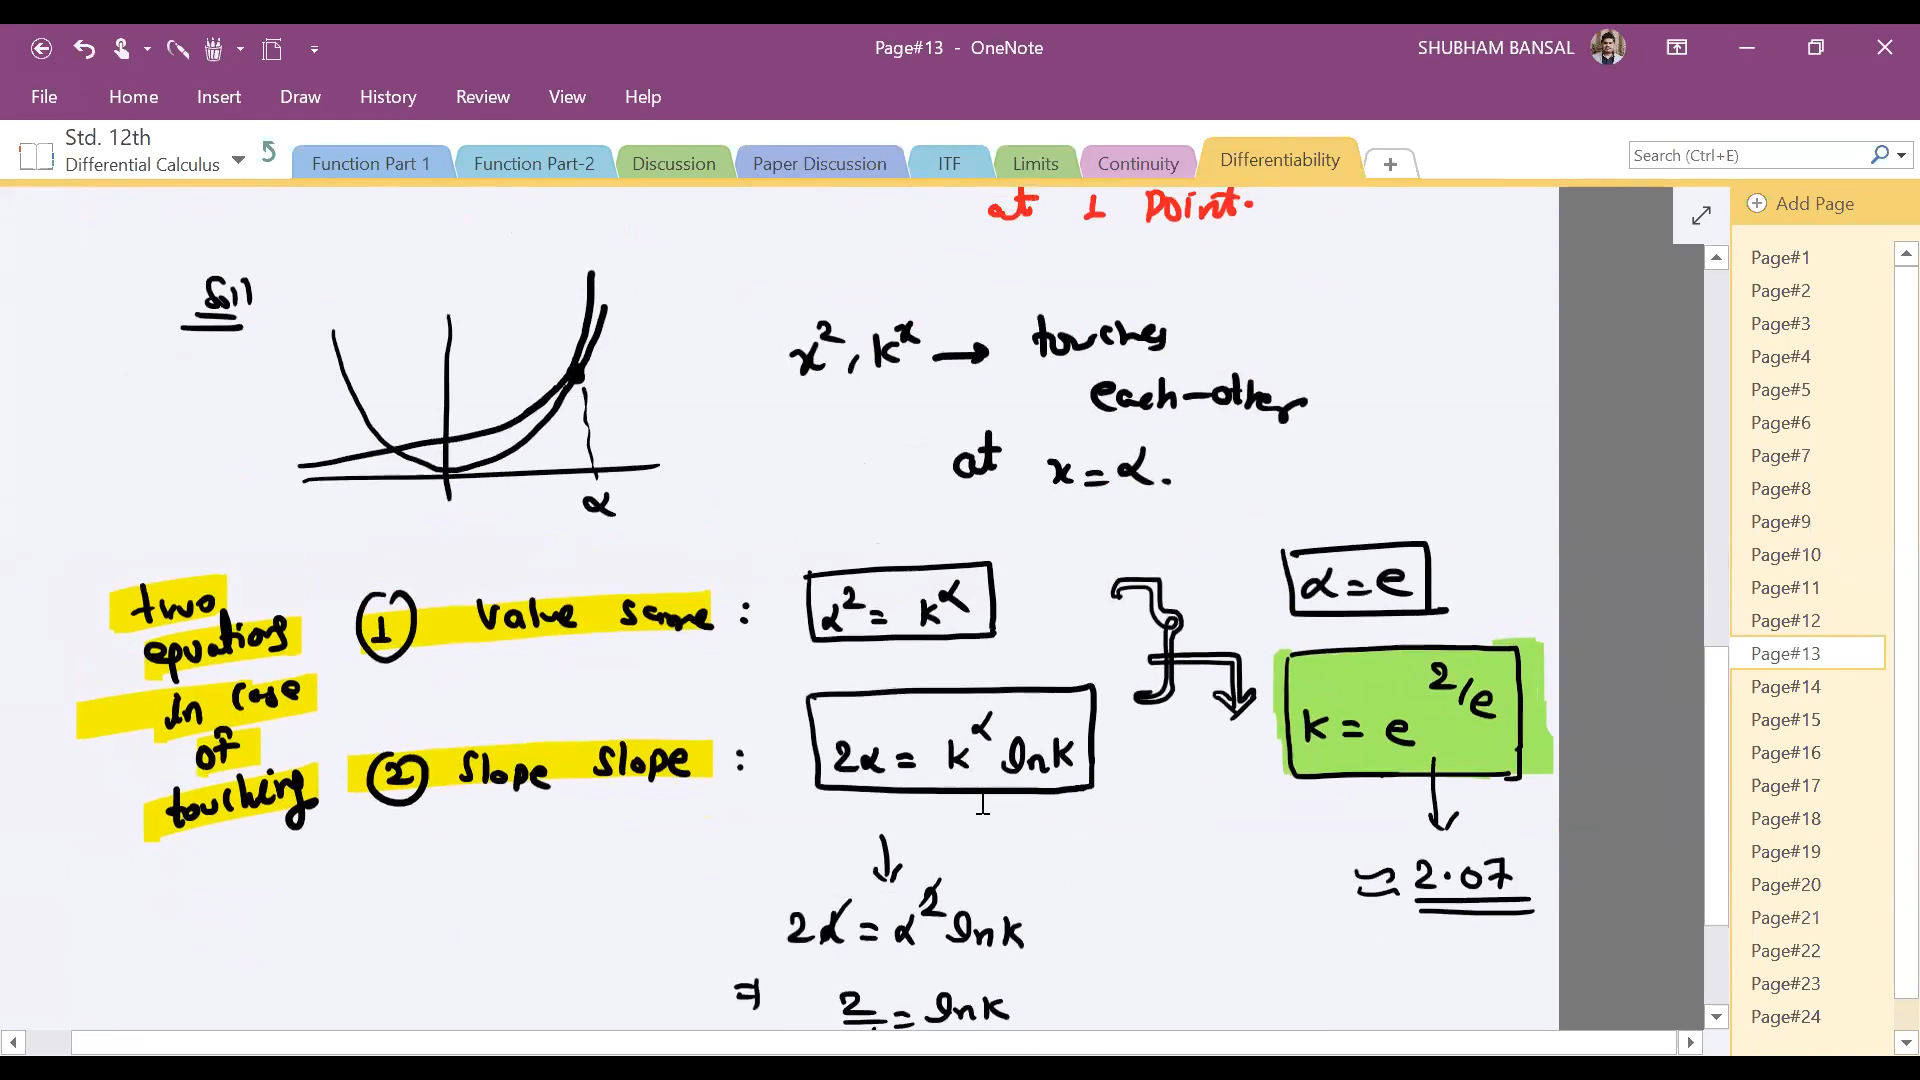 Page#13 - OneNote
SHUBHAM BANSAL
File Home Insert Draw History Review View Help
Std. 12th
Differential Calculus
Function Part 1
Function Part-2
Discussion
Paper Discussion
ITF
Limits
Continuity
Differentiability
Search (Ctrl+E)
Add Page
Page#1
Page#2
Page#3
Page#4
Page#5
Page#6
Page#7
Page#8
Page#9
Page#10
Page#11
Page#12
Page#13
Page#14
Page#15
Page#16
Page#17
Page#18
Page#19
Page#20
Page#21
Page#22
Page#23
Page#24
at 1 Point.
Sol^
x², k^x → touches
each-other
at x = α.
α
two
equations
in case
of
touching
① Value same : α² = k^α
② Slope Slope : 2α = k^α ln k
α = e
k = e^2/e
≈ 2.07
2α = α² ln k
⇒ 2 = ln k